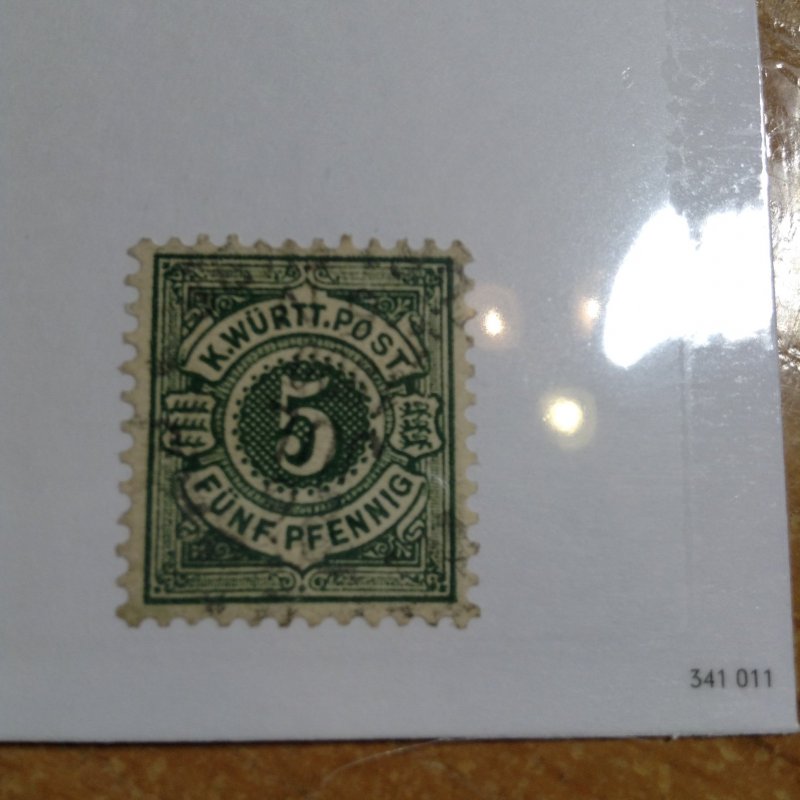 K. WÜRTT. POST.
5
FÜNF. PFENNIG
341 011